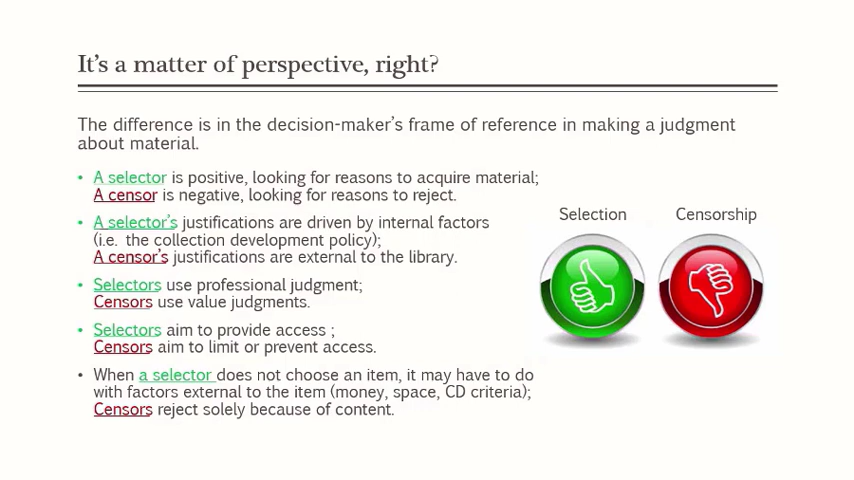 It's a matter of perspective, right?
The difference is in the decision-maker's frame of reference in making a judgment
about material.
• A selector is positive, looking for reasons to acquire material;
A censor is negative, looking for reasons to reject.
• A selector's justifications are driven by internal factors
(i.e. the collection development policy);
A censor's justifications are external to the library.
• Selectors use professional judgment;
Censors use value judgments.
• Selectors aim to provide access ;
Censors aim to limit or prevent access.
• When a selector does not choose an item, it may have to do
with factors external to the item (money, space, CD criteria);
Censors reject solely because of content.
Selection
Censorship